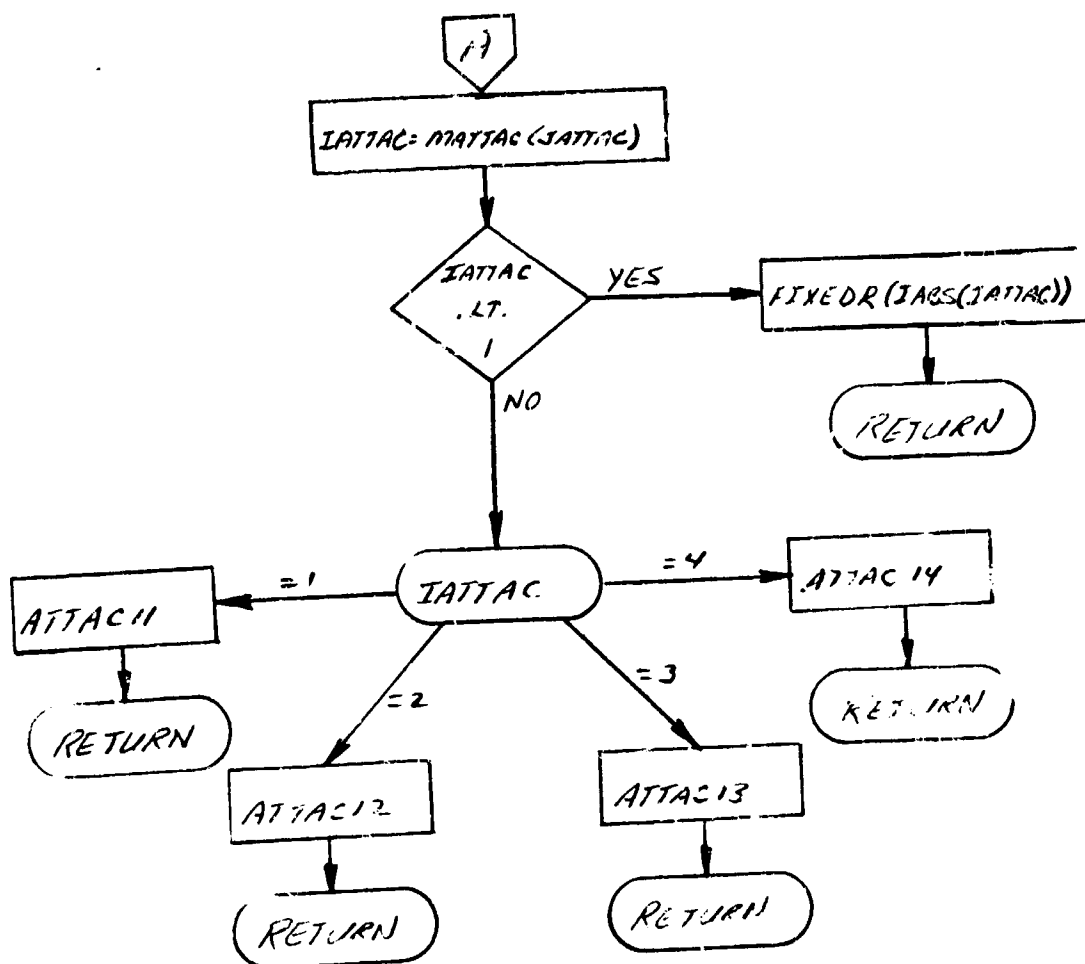 A
IATTAC=MATTAC(JATTAC)
IATTAC
.LT.
1
YES
FIXEDR(IABS(IATTAC))
RETURN
NO
IATTAC
=1
ATTAC11
RETURN
=2
ATTAC12
RETURN
=3
ATTAC13
RETURN
=4
ATTAC14
RETURN